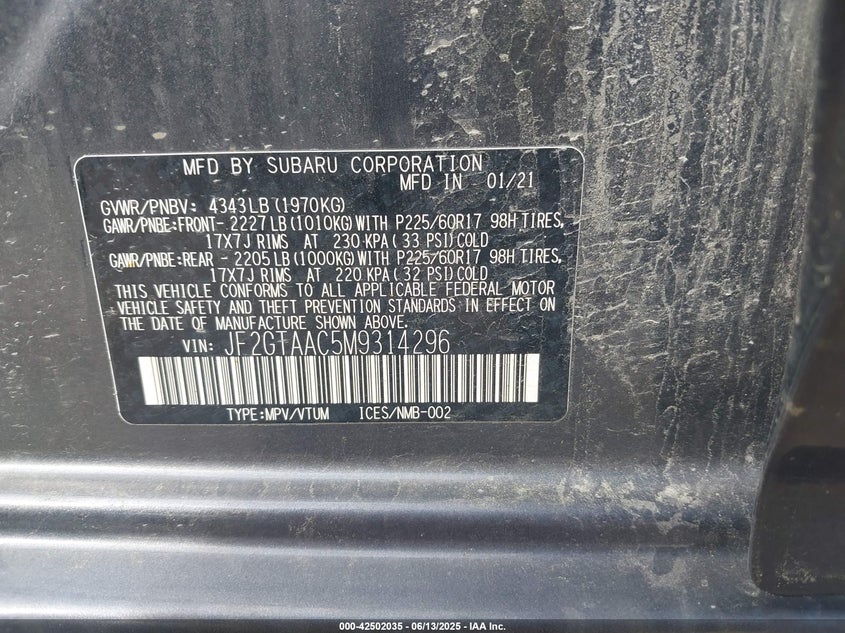 MFD BY SUBARU CORPORATION
MFD IN 01/21
GVWR/PNBV: 4343LB(1970KG)
GAWR/PNBE:FRONT- 2227LB(1010KG)WITH P225/60R17 98H TIRES,
17X7J RIMS AT 230KPA(33 PSI)COLD
GAWR/PNBE:REAR - 2205LB(1000KG)WITH P225/60R17 98H TIRES,
17X7J RIMS AT 220KPA(32 PSI)COLD
THIS VEHICLE CONFORMS TO ALL APPLICABLE FEDERAL MOTOR
VEHICLE SAFETY AND THEFT PREVENTION STANDARDS IN EFFECT ON
THE DATE OF MANUFACTURE SHOWN ABOVE.
VIN: JF2GTAAC5M9314296
TYPE:MPV/VTUM ICES/NMB-002
000-42502035 - 06/13/2025 - IAA Inc.